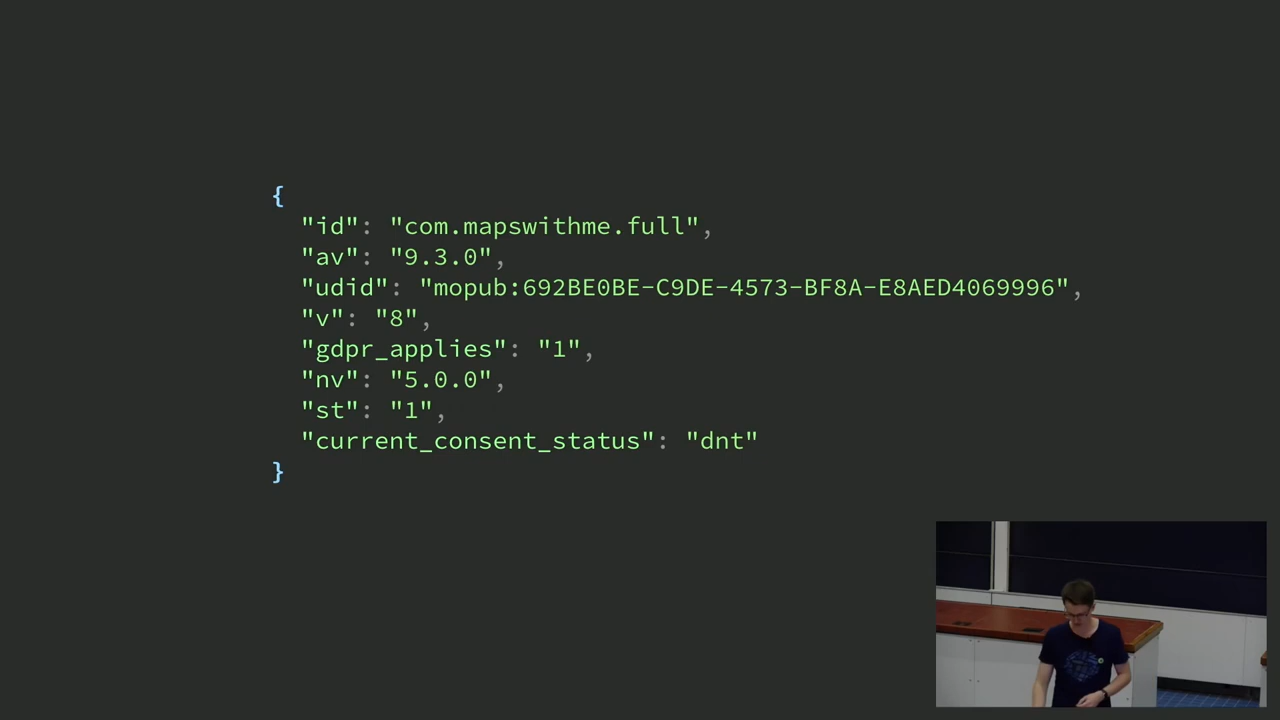 {
"id": "com.mapswithme.full",
"av": "9.3.0",
"udid": "mopub:692BE0BE-C9DE-4573-BF8A-E8AED4069996",
"v": "8",
"gdpr_applies": "1",
"nv": "5.0.0",
"st": "1",
"current_consent_status": "dnt"
}